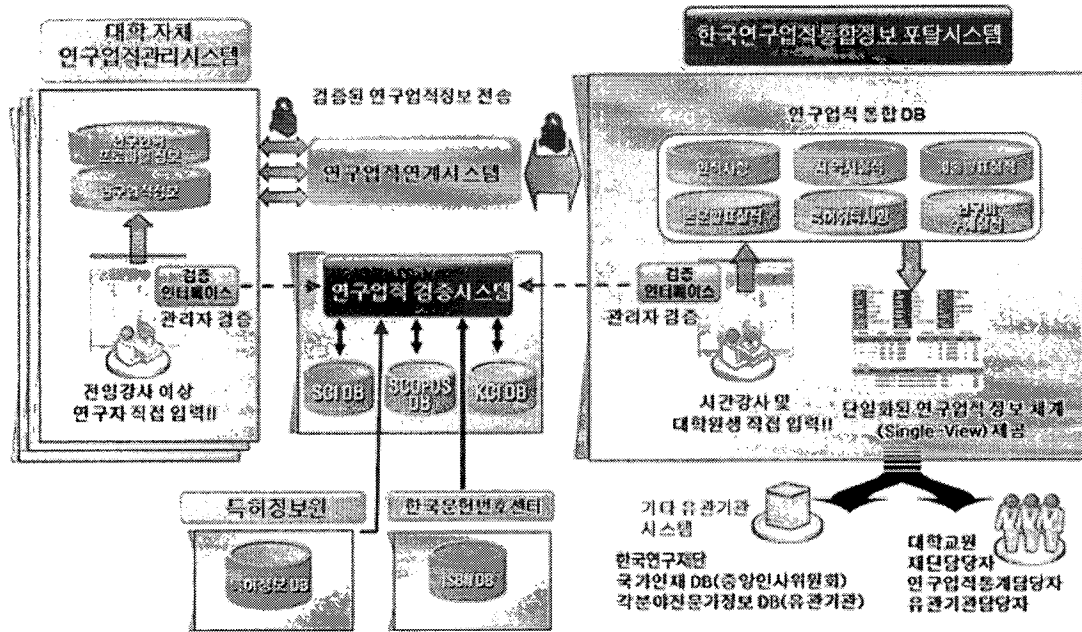 대학 자체
연구업적관리시스템
한국연구업적통합정보 포탈시스템
검증된 연구업적정보 전송
연구업적 통합 DB
연구업적연계시스템
연구업적정보
검증
인터페이스
관리자 검증
연구업적 검증시스템
검증
인터페이스
관리자 검증
SCI DB
SCOPUS
DB
KCI DB
전임강사 이상
연구자 직접 입력!!
시간강사 및
대학원생 직접 입력!!
단일화된 연구업적 정보 체계
(Single-View) 제공
특허정보원
한국문헌번호센터
특허정보 DB
ISBN DB
기타 유관기관
시스템
한국연구재단
국가인재 DB(중앙인사위원회)
각분야전문가정보 DB(유관기관)
대학교원
재단담당자
연구업적통계담당자
유관기관담당자